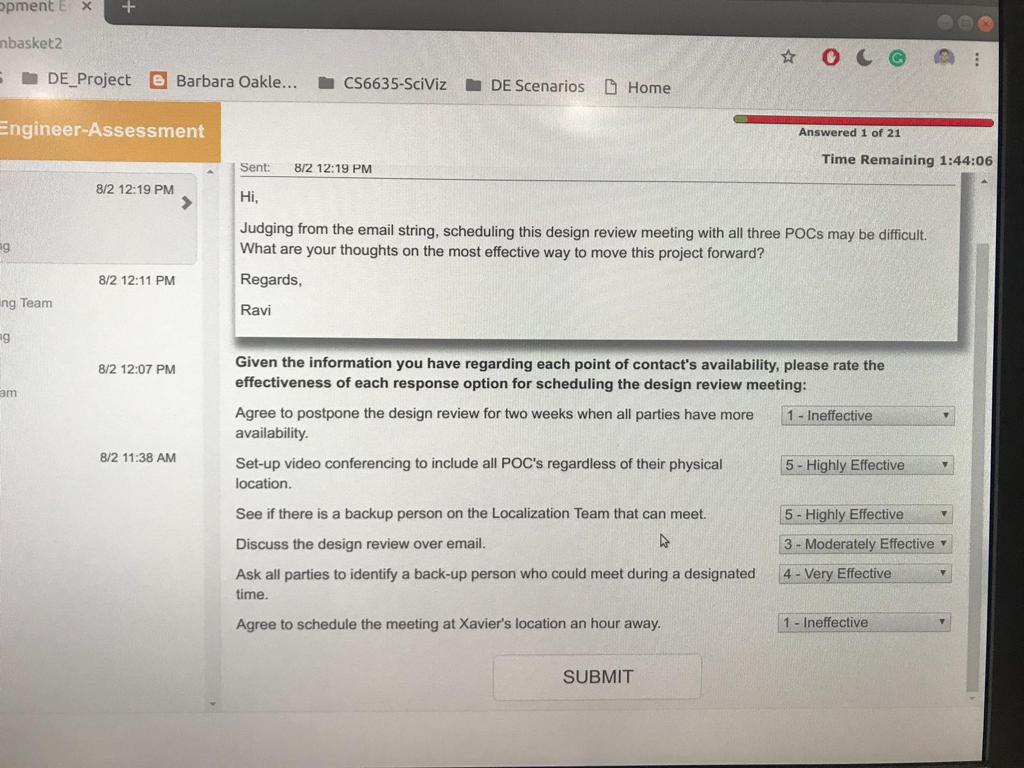 opment E
nbasket2
DE_Project Barbara Oakle... CS6635-SciViz DE Scenarios Home
Engineer-Assessment
Answered 1 of 21
Time Remaining 1:44:06
8/2 12:19 PM
8/2 12:11 PM
ng Team
8/2 12:07 PM
8/2 11:38 AM
Sent: 8/2 12:19 PM
Hi,
Judging from the email string, scheduling this design review meeting with all three POCs may be difficult.
What are your thoughts on the most effective way to move this project forward?
Regards,
Ravi
Given the information you have regarding each point of contact's availability, please rate the
effectiveness of each response option for scheduling the design review meeting:
Agree to postpone the design review for two weeks when all parties have more
availability.
1 - Ineffective
Set-up video conferencing to include all POC's regardless of their physical
location.
5 - Highly Effective
See if there is a backup person on the Localization Team that can meet.
5 - Highly Effective
Discuss the design review over email.
3 - Moderately Effective
Ask all parties to identify a back-up person who could meet during a designated
time.
4 - Very Effective
Agree to schedule the meeting at Xavier's location an hour away.
1 - Ineffective
SUBMIT